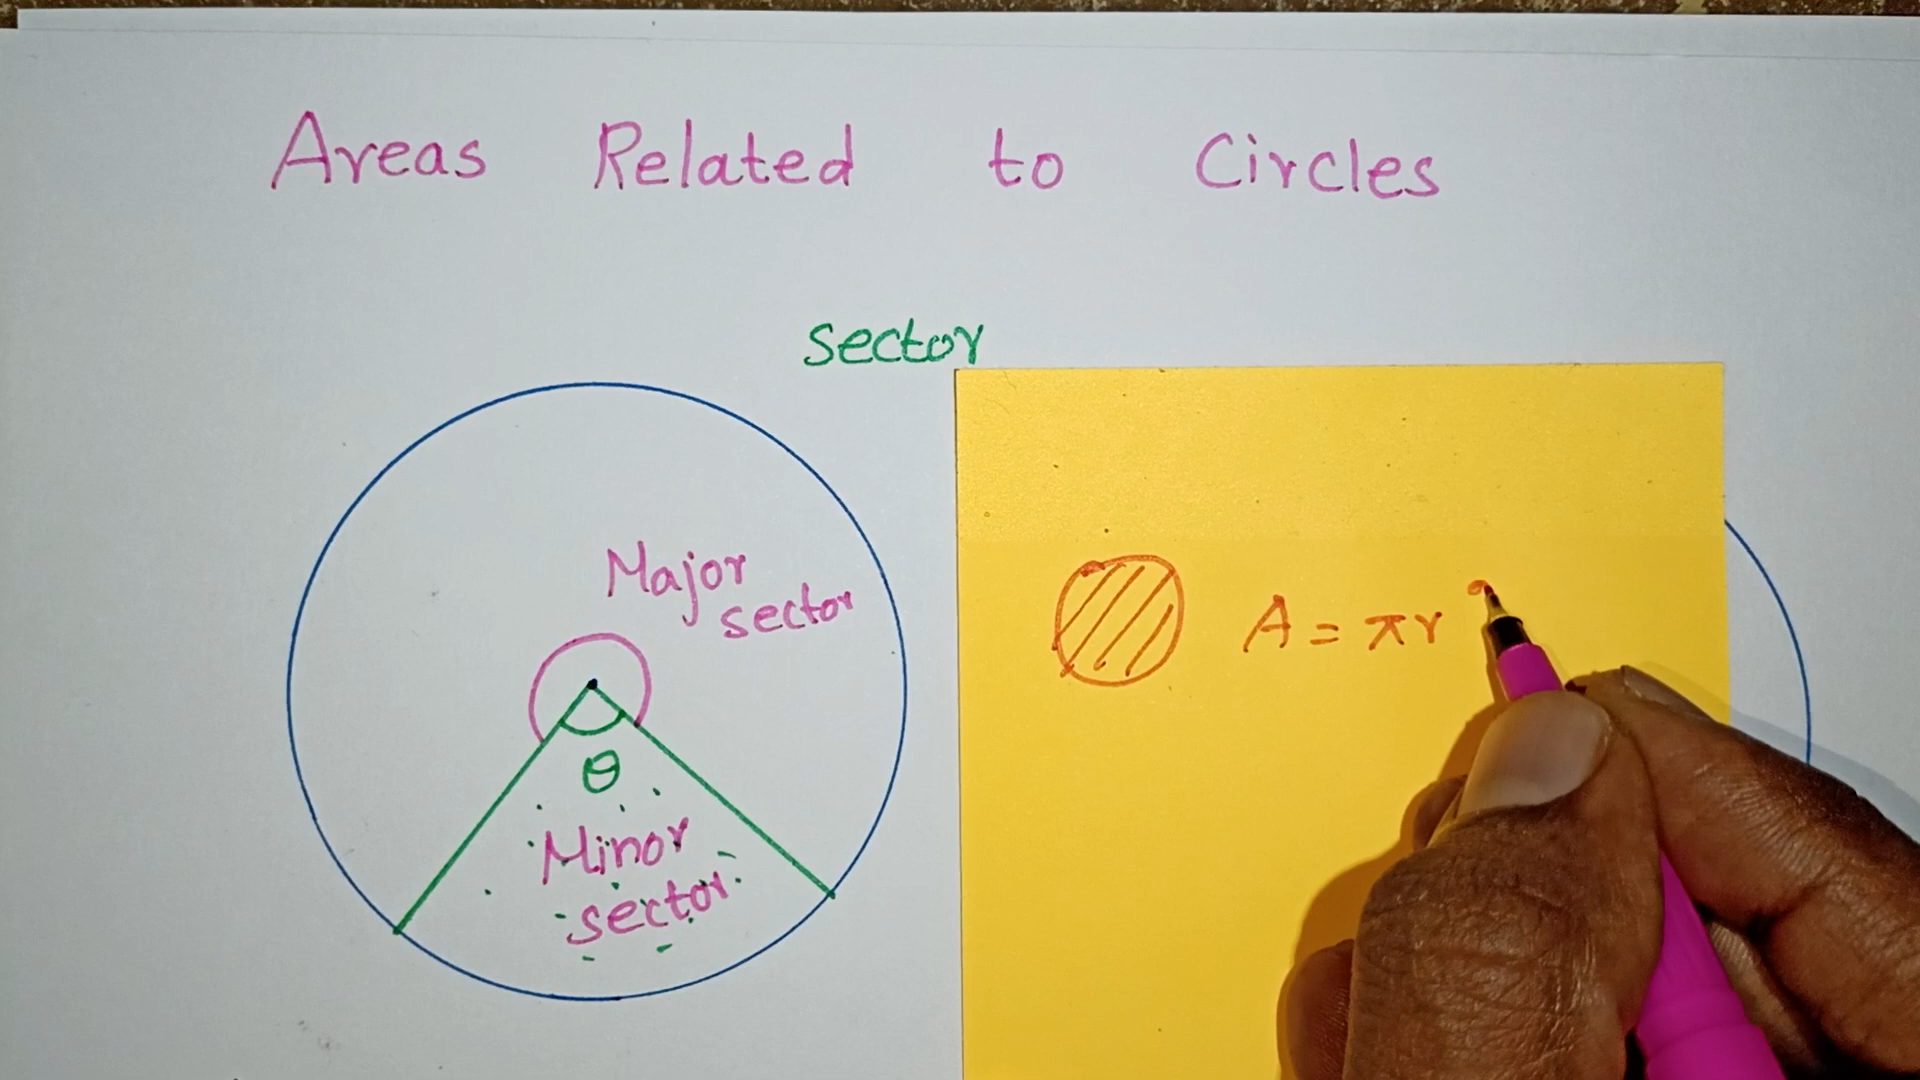 Areas Related to Circles
sector
Major
sector
θ
Minor
sector
A = πr